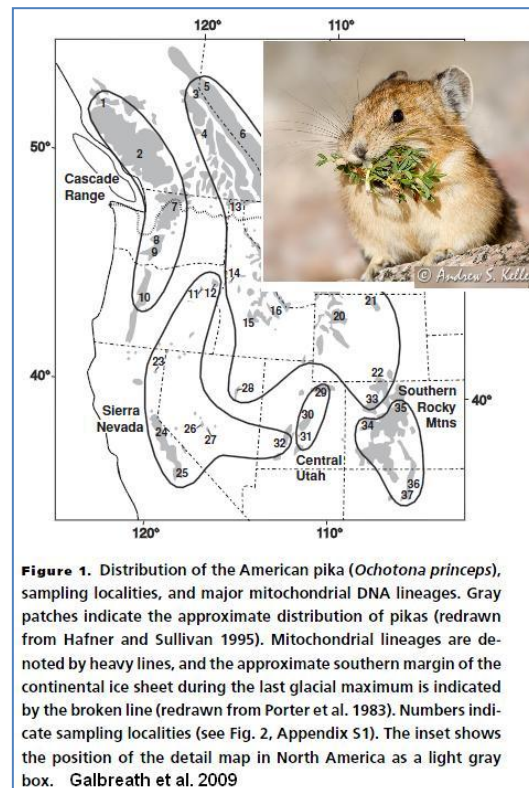 120°
110°
50°
40°
40°
1
2
3
5
4
6
Cascade
Range
7
13
8
9
10
11 12
14
15
16
20
21
22
23
28
29
33
Southern
Rocky
Mtns
35
34
Sierra
Nevada
24
26
27
25
30
31
32
Central
Utah
36
37
120°
110°
© Andrew S. Kelle
Figure 1. Distribution of the American pika (Ochotona princeps),
sampling localities, and major mitochondrial DNA lineages. Gray
patches indicate the approximate distribution of pikas (redrawn
from Hafner and Sullivan 1995). Mitochondrial lineages are de-
noted by heavy lines, and the approximate southern margin of the
continental ice sheet during the last glacial maximum is indicated
by the broken line (redrawn from Porter et al. 1983). Numbers indi-
cate sampling localities (see Fig. 2, Appendix S1). The inset shows
the position of the detail map in North America as a light gray
box. Galbreath et al. 2009